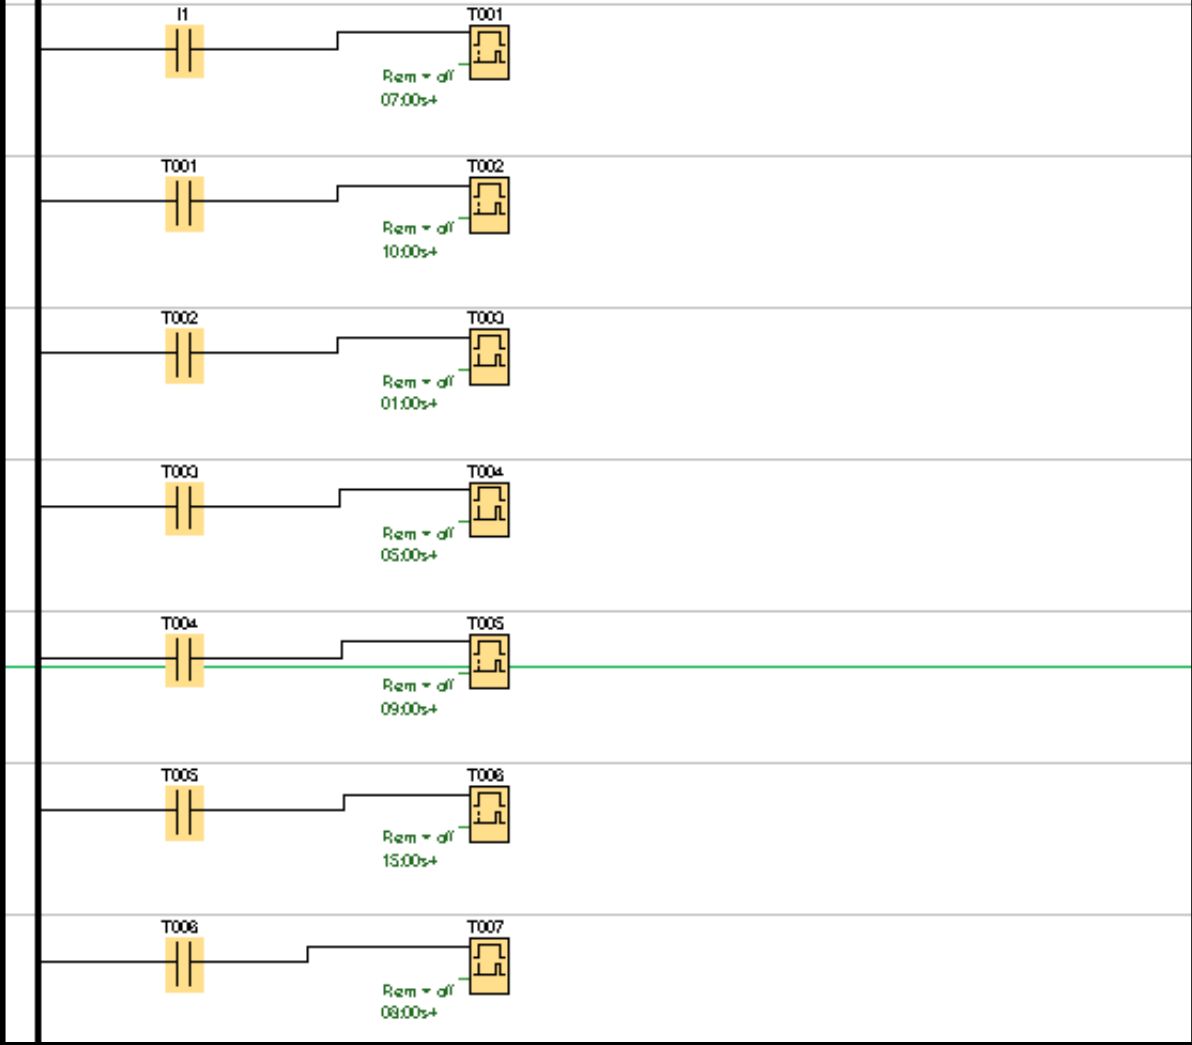 I1 T001
Rem = off
07:00s+
T001 T002
Rem = off
10:00s+
T002 T003
Rem = off
01:00s+
T003 T004
Rem = off
05:00s+
T004 T005
Rem = off
09:00s+
T005 T006
Rem = off
15:00s+
T006 T007
Rem = off
08:00s+